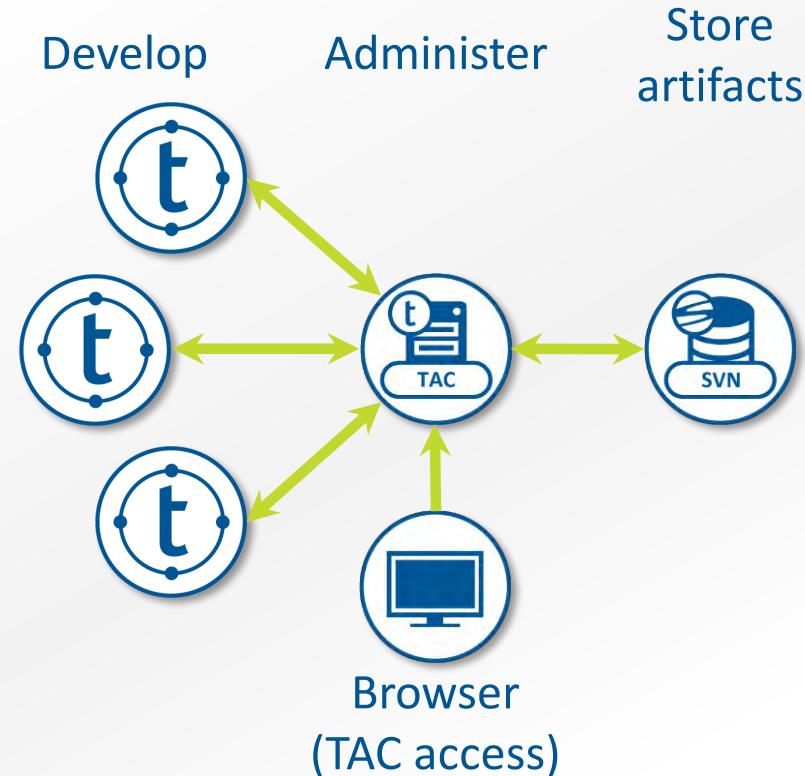 Develop
Administer
Store
artifacts
t
t
t
t
TAC
SVN
Browser
(TAC access)